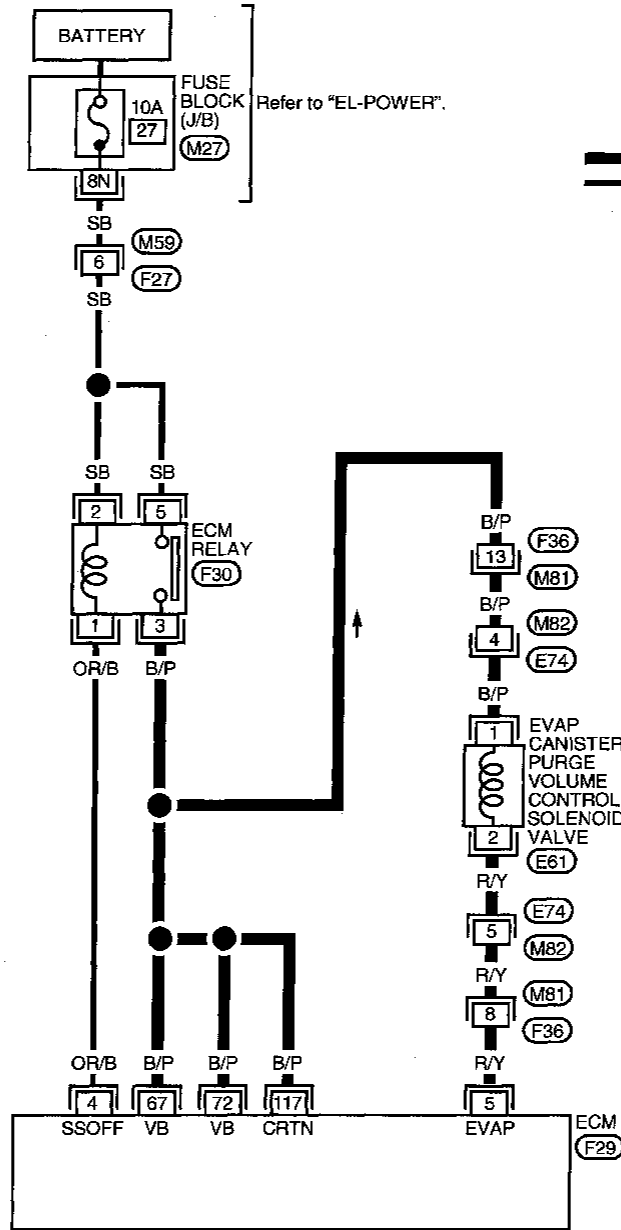 BATTERY
FUSE
BLOCK
(J/B)
M27
10A
27
Refer to "EL-POWER".
8N
SB
M59
6
F27
SB
SB
SB
2
5
ECM
RELAY
F30
1
3
OR/B
B/P
B/P
F36
13
M81
B/P
M82
4
E74
B/P
1
EVAP
CANISTER
PURGE
VOLUME
CONTROL
SOLENOID
VALVE
2
E61
R/Y
E74
5
M82
R/Y
M81
8
F36
OR/B
B/P
B/P
B/P
R/Y
4
67
72
117
5
SSOFF
VB
VB
CRTN
EVAP
ECM
F29